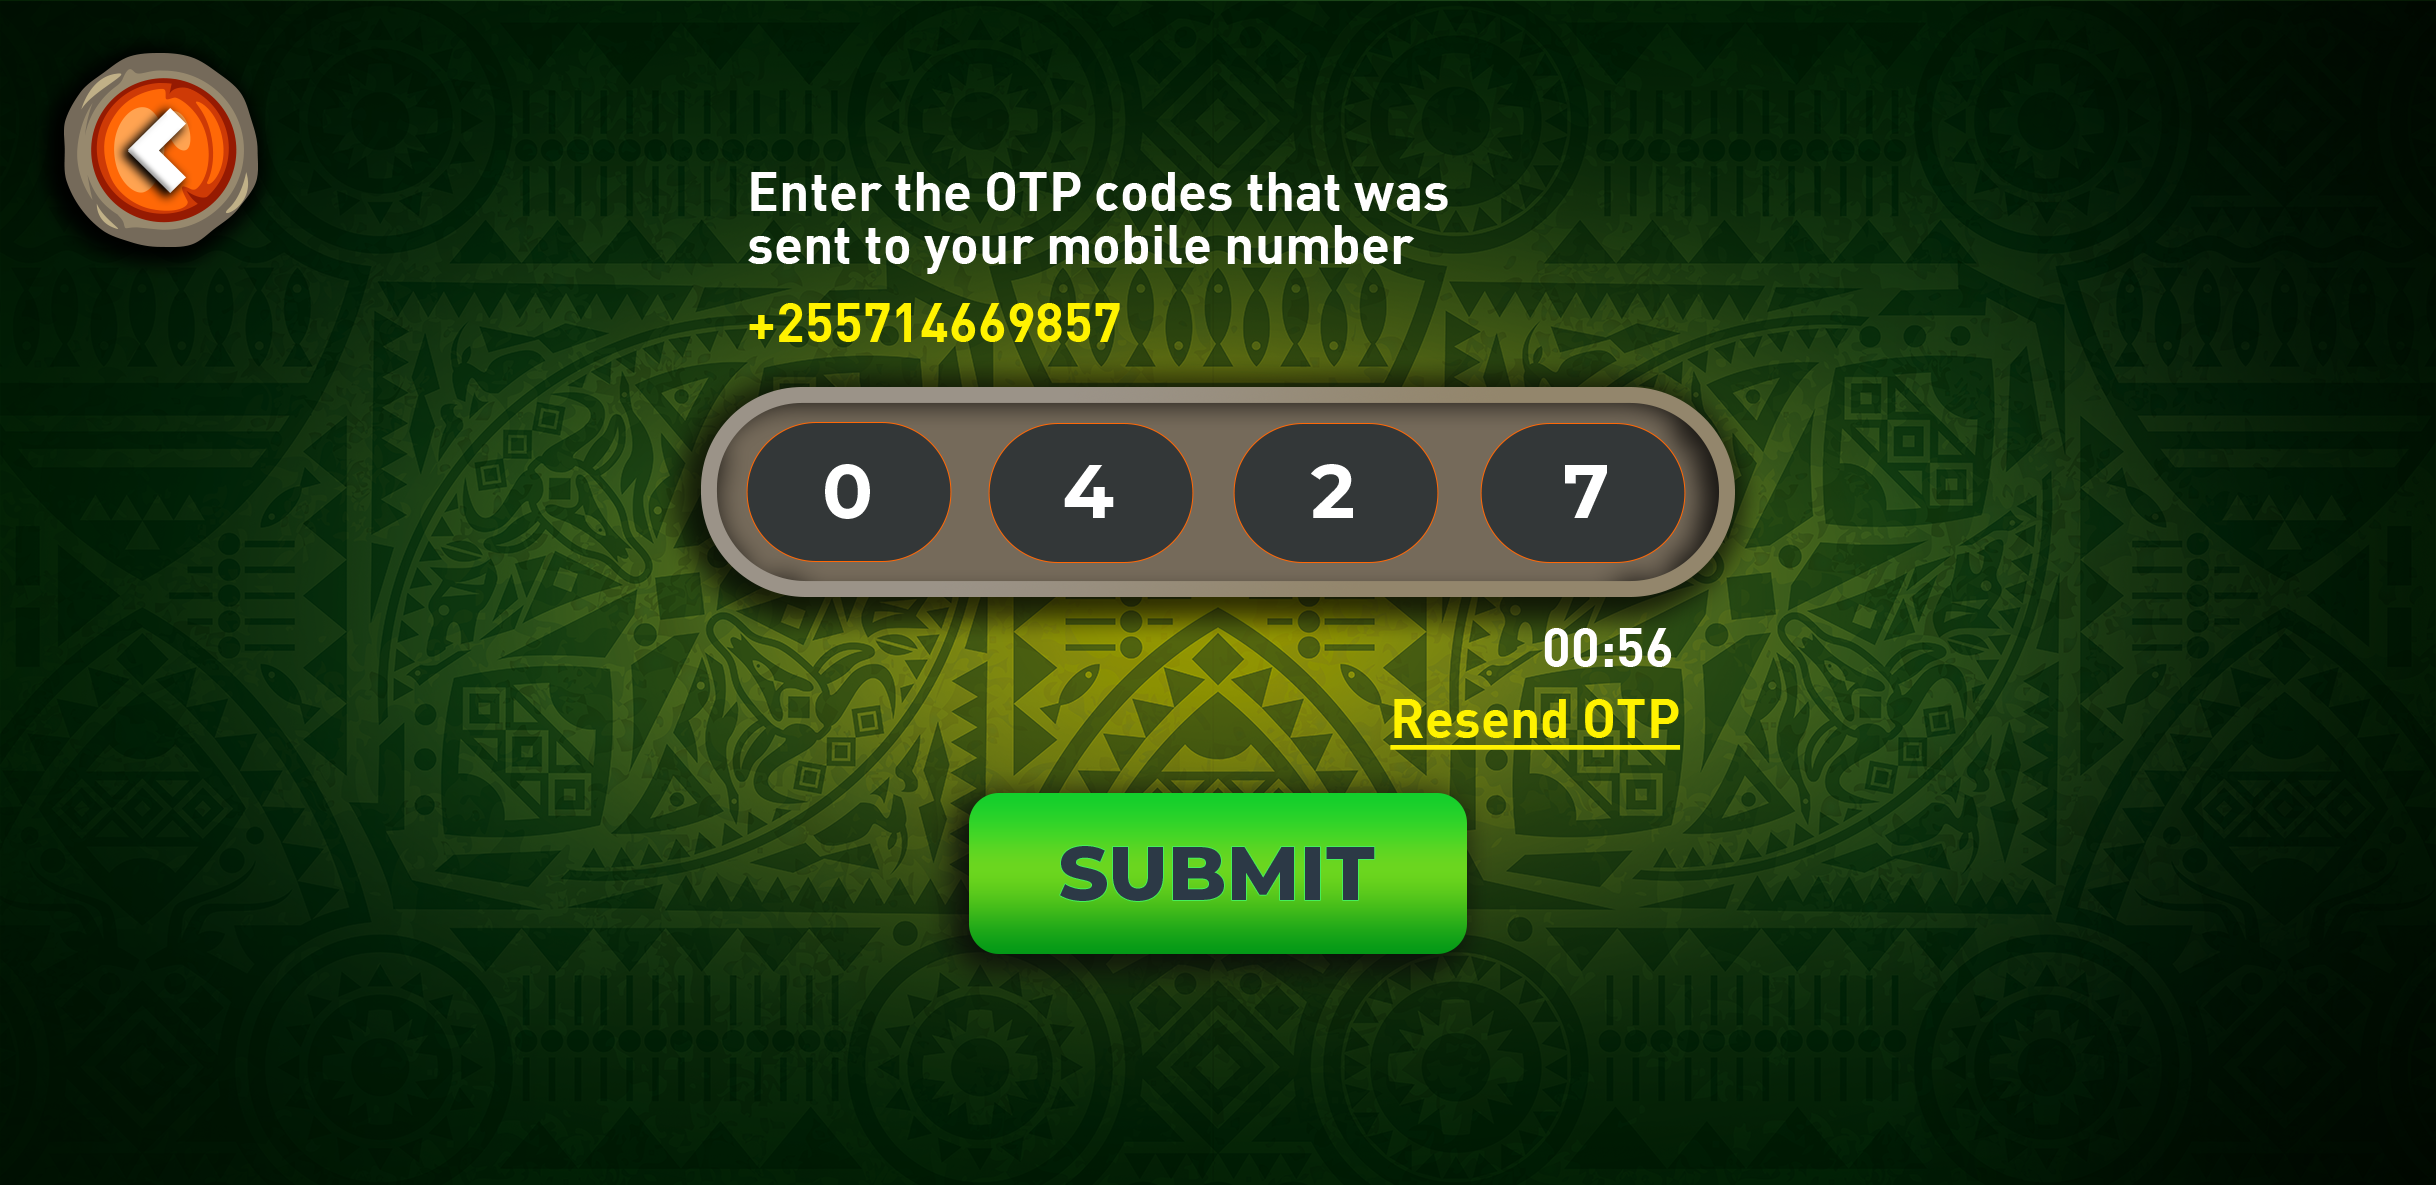 Enter the OTP codes that was
sent to your mobile number
+255714669857
0 4 2 7
00:56
Resend OTP
SUBMIT